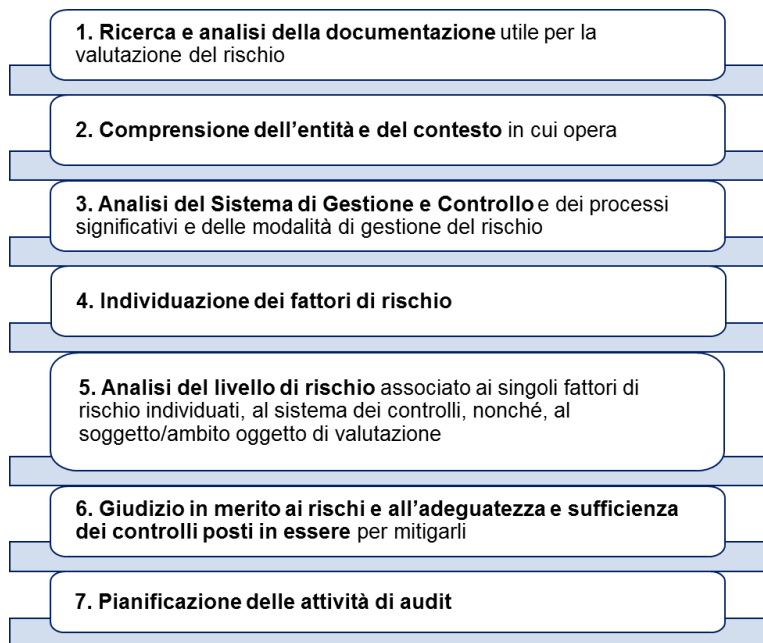 1. Ricerca e analisi della documentazione utile per la
valutazione del rischio
2. Comprensione dell'entità e del contesto in cui opera
3. Analisi del Sistema di Gestione e Controllo e dei processi
significativi e delle modalità di gestione del rischio
4. Individuazione dei fattori di rischio
5. Analisi del livello di rischio associato ai singoli fattori di
rischio individuati, al sistema dei controlli, nonché, al
soggetto/ambito oggetto di valutazione
6. Giudizio in merito ai rischi e all'adeguatezza e sufficienza
dei controlli posti in essere per mitigarli
7. Pianificazione delle attività di audit